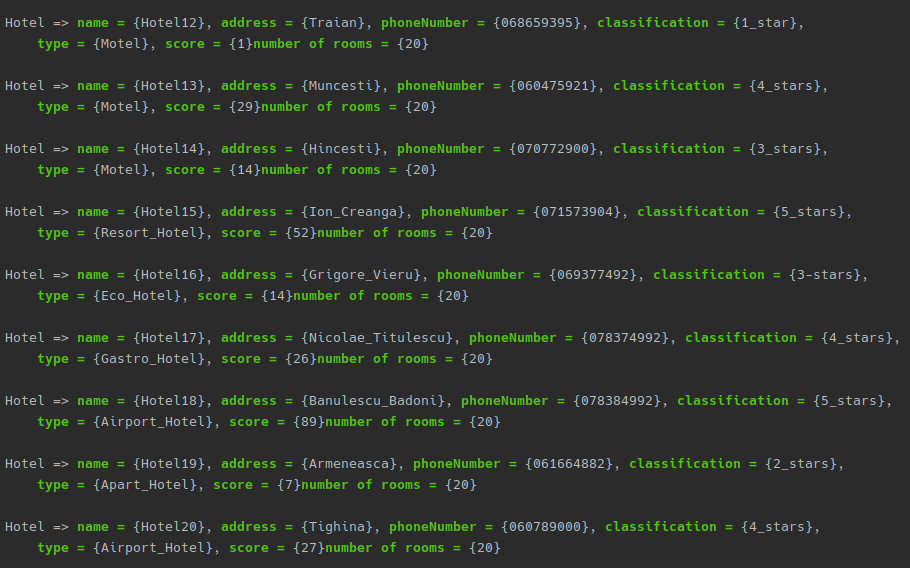 Hotel => name = {Hotel12}, address = {Traian}, phoneNumber = {068659395}, classification = {1_star},
type = {Motel}, score = {1}number of rooms = {20}
Hotel => name = {Hotel13}, address = {Muncesti}, phoneNumber = {060475921}, classification = {4_stars},
type = {Motel}, score = {29}number of rooms = {20}
Hotel => name = {Hotel14}, address = {Hincesti}, phoneNumber = {070772900}, classification = {3_stars},
type = {Motel}, score = {14}number of rooms = {20}
Hotel => name = {Hotel15}, address = {Ion_Creanga}, phoneNumber = {071573904}, classification = {5_stars},
type = {Resort_Hotel}, score = {52}number of rooms = {20}
Hotel => name = {Hotel16}, address = {Grigore_Vieru}, phoneNumber = {069377492}, classification = {3-stars},
type = {Eco_Hotel}, score = {14}number of rooms = {20}
Hotel => name = {Hotel17}, address = {Nicolae_Titulescu}, phoneNumber = {078374992}, classification = {4_stars},
type = {Gastro_Hotel}, score = {26}number of rooms = {20}
Hotel => name = {Hotel18}, address = {Banulescu_Badoni}, phoneNumber = {078384992}, classification = {5_stars},
type = {Airport_Hotel}, score = {89}number of rooms = {20}
Hotel => name = {Hotel19}, address = {Armeneasca}, phoneNumber = {061664882}, classification = {2_stars},
type = {Apart_Hotel}, score = {7}number of rooms = {20}
Hotel => name = {Hotel20}, address = {Tighina}, phoneNumber = {060789000}, classification = {4_stars},
type = {Airport_Hotel}, score = {27}number of rooms = {20}